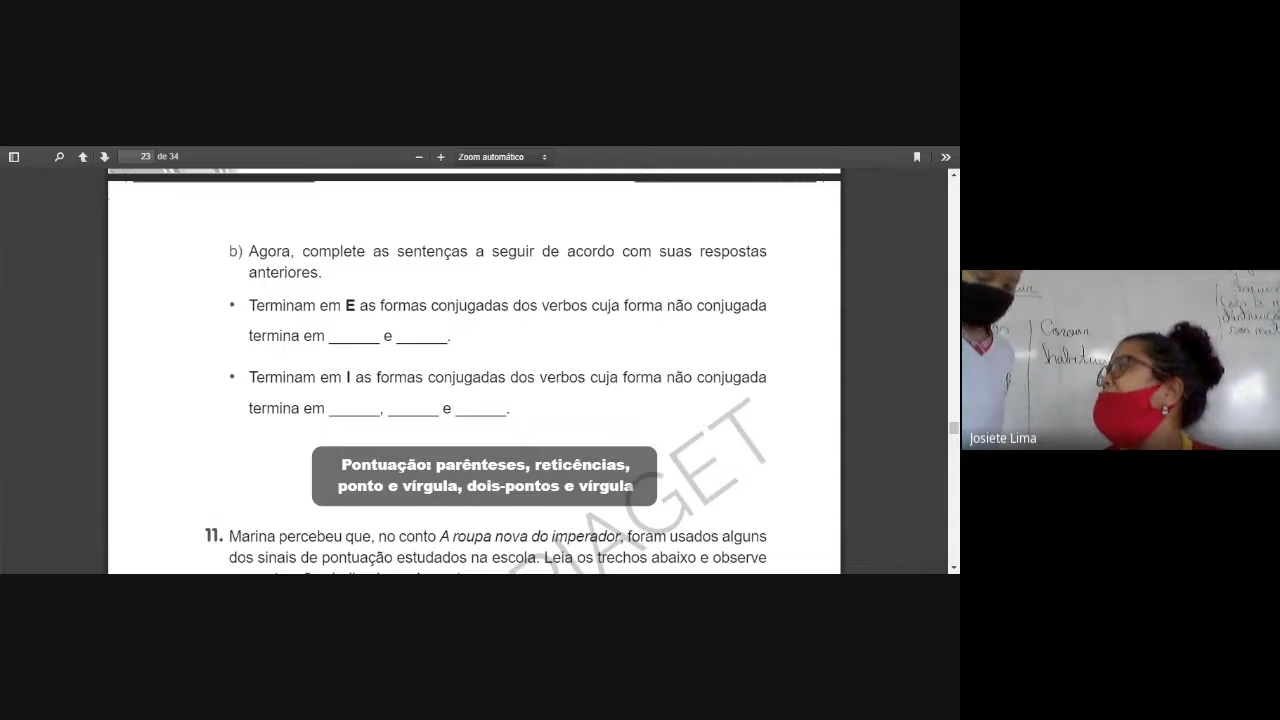 23 de 34
Zoom automático
b) Agora, complete as sentenças a seguir de acordo com suas respostas
anteriores.
• Terminam em E as formas conjugadas dos verbos cuja forma não conjugada
termina em ______ e ______.
• Terminam em I as formas conjugadas dos verbos cuja forma não conjugada
termina em ______, ______ e ______.
Pontuação: parênteses, reticências,
ponto e vírgula, dois-pontos e vírgula
11. Marina percebeu que, no conto A roupa nova do imperador, foram usados alguns
dos sinais de pontuação estudados na escola. Leia os trechos abaixo e observe
Josiete Lima